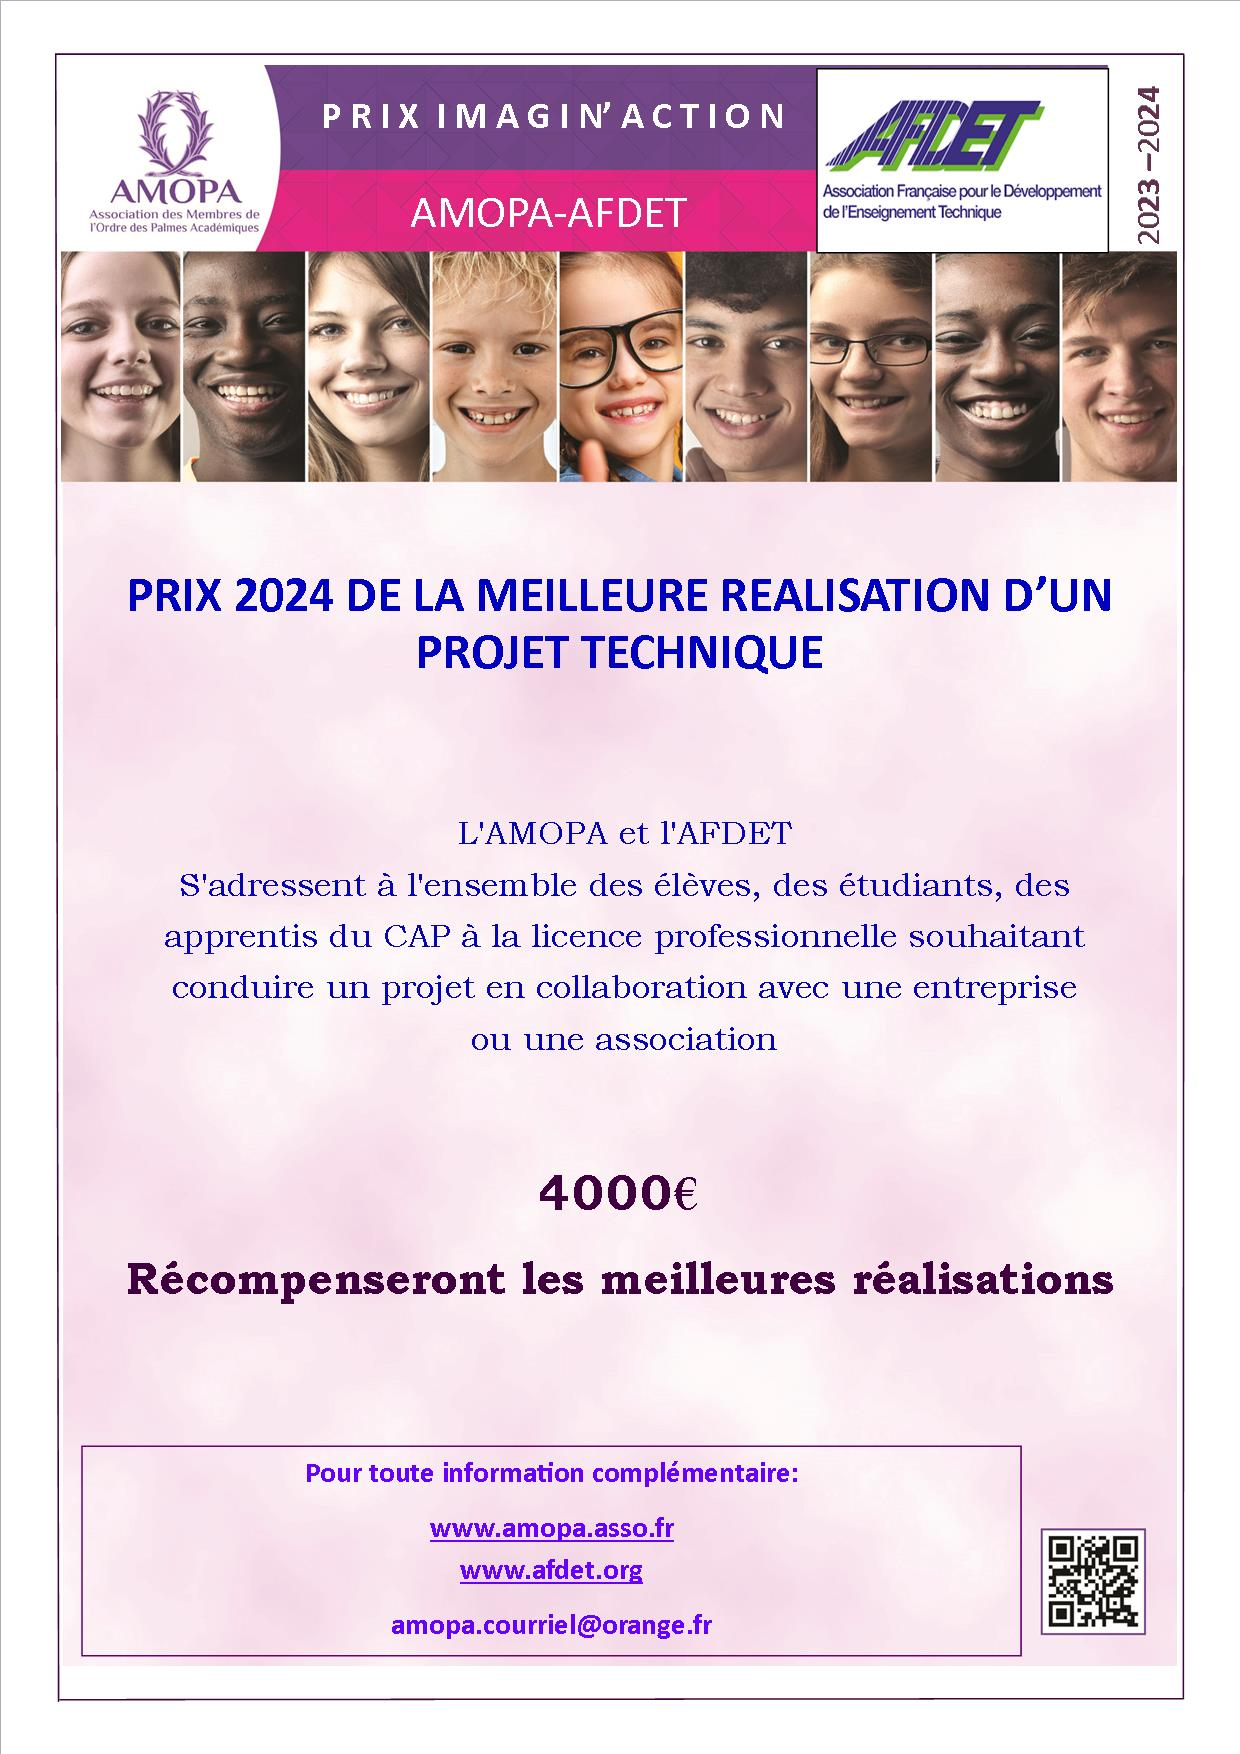 AMOPA
Association des Membres de
l'Ordre des Palmes Académiques
PRIX IMAGIN’ACTION
AMOPA-AFDET
AFDET
Association Française pour le Développement
de l'Enseignement Technique
2023 – 2024
PRIX 2024 DE LA MEILLEURE REALISATION D’UN
PROJET TECHNIQUE
L'AMOPA et l'AFDET
S'adressent à l'ensemble des élèves, des étudiants, des
apprentis du CAP à la licence professionnelle souhaitant
conduire un projet en collaboration avec une entreprise
ou une association
4000€
Récompenseront les meilleures réalisations
Pour toute information complémentaire:
www.amopa.asso.fr
www.afdet.org
amopa.courriel@orange.fr